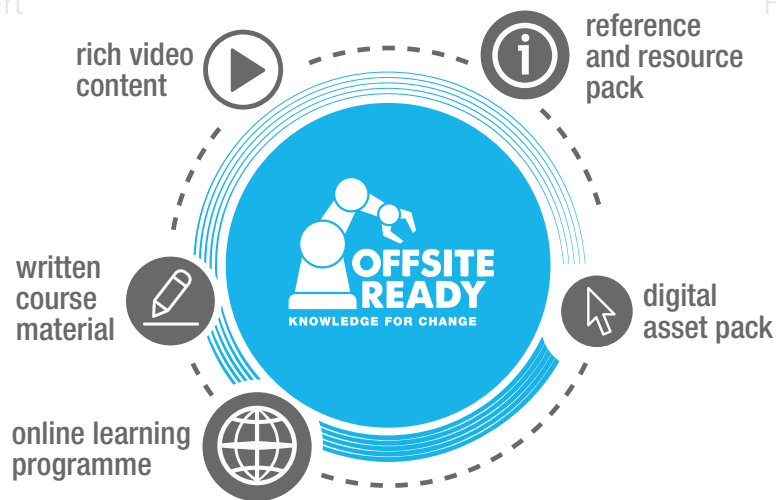 rich video
content
reference
and resource
pack
OFFSITE
READY
KNOWLEDGE FOR CHANGE
written
course
material
digital
asset pack
online learning
programme